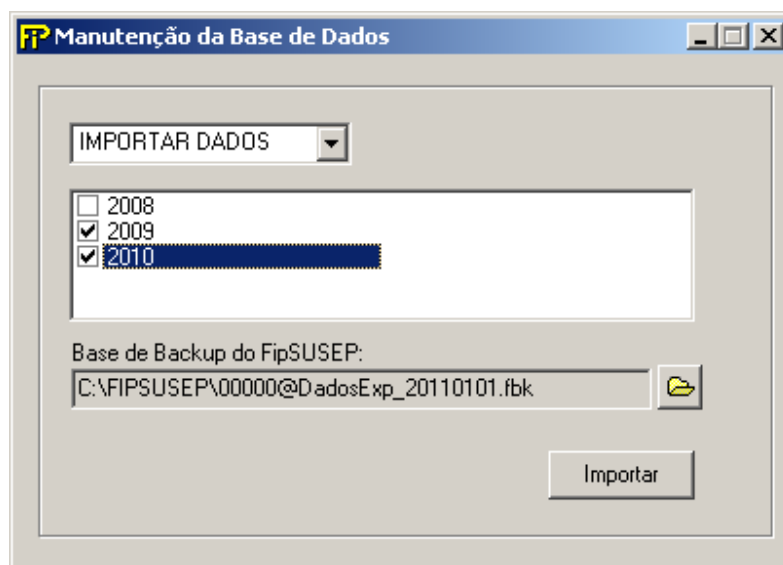 FIP Manutenção da Base de Dados
IMPORTAR DADOS
2008
2009
2010
Base de Backup do FipSUSEP:
C:\FIPSUSEP\00000@DadosExp_20110101.fbk
Importar